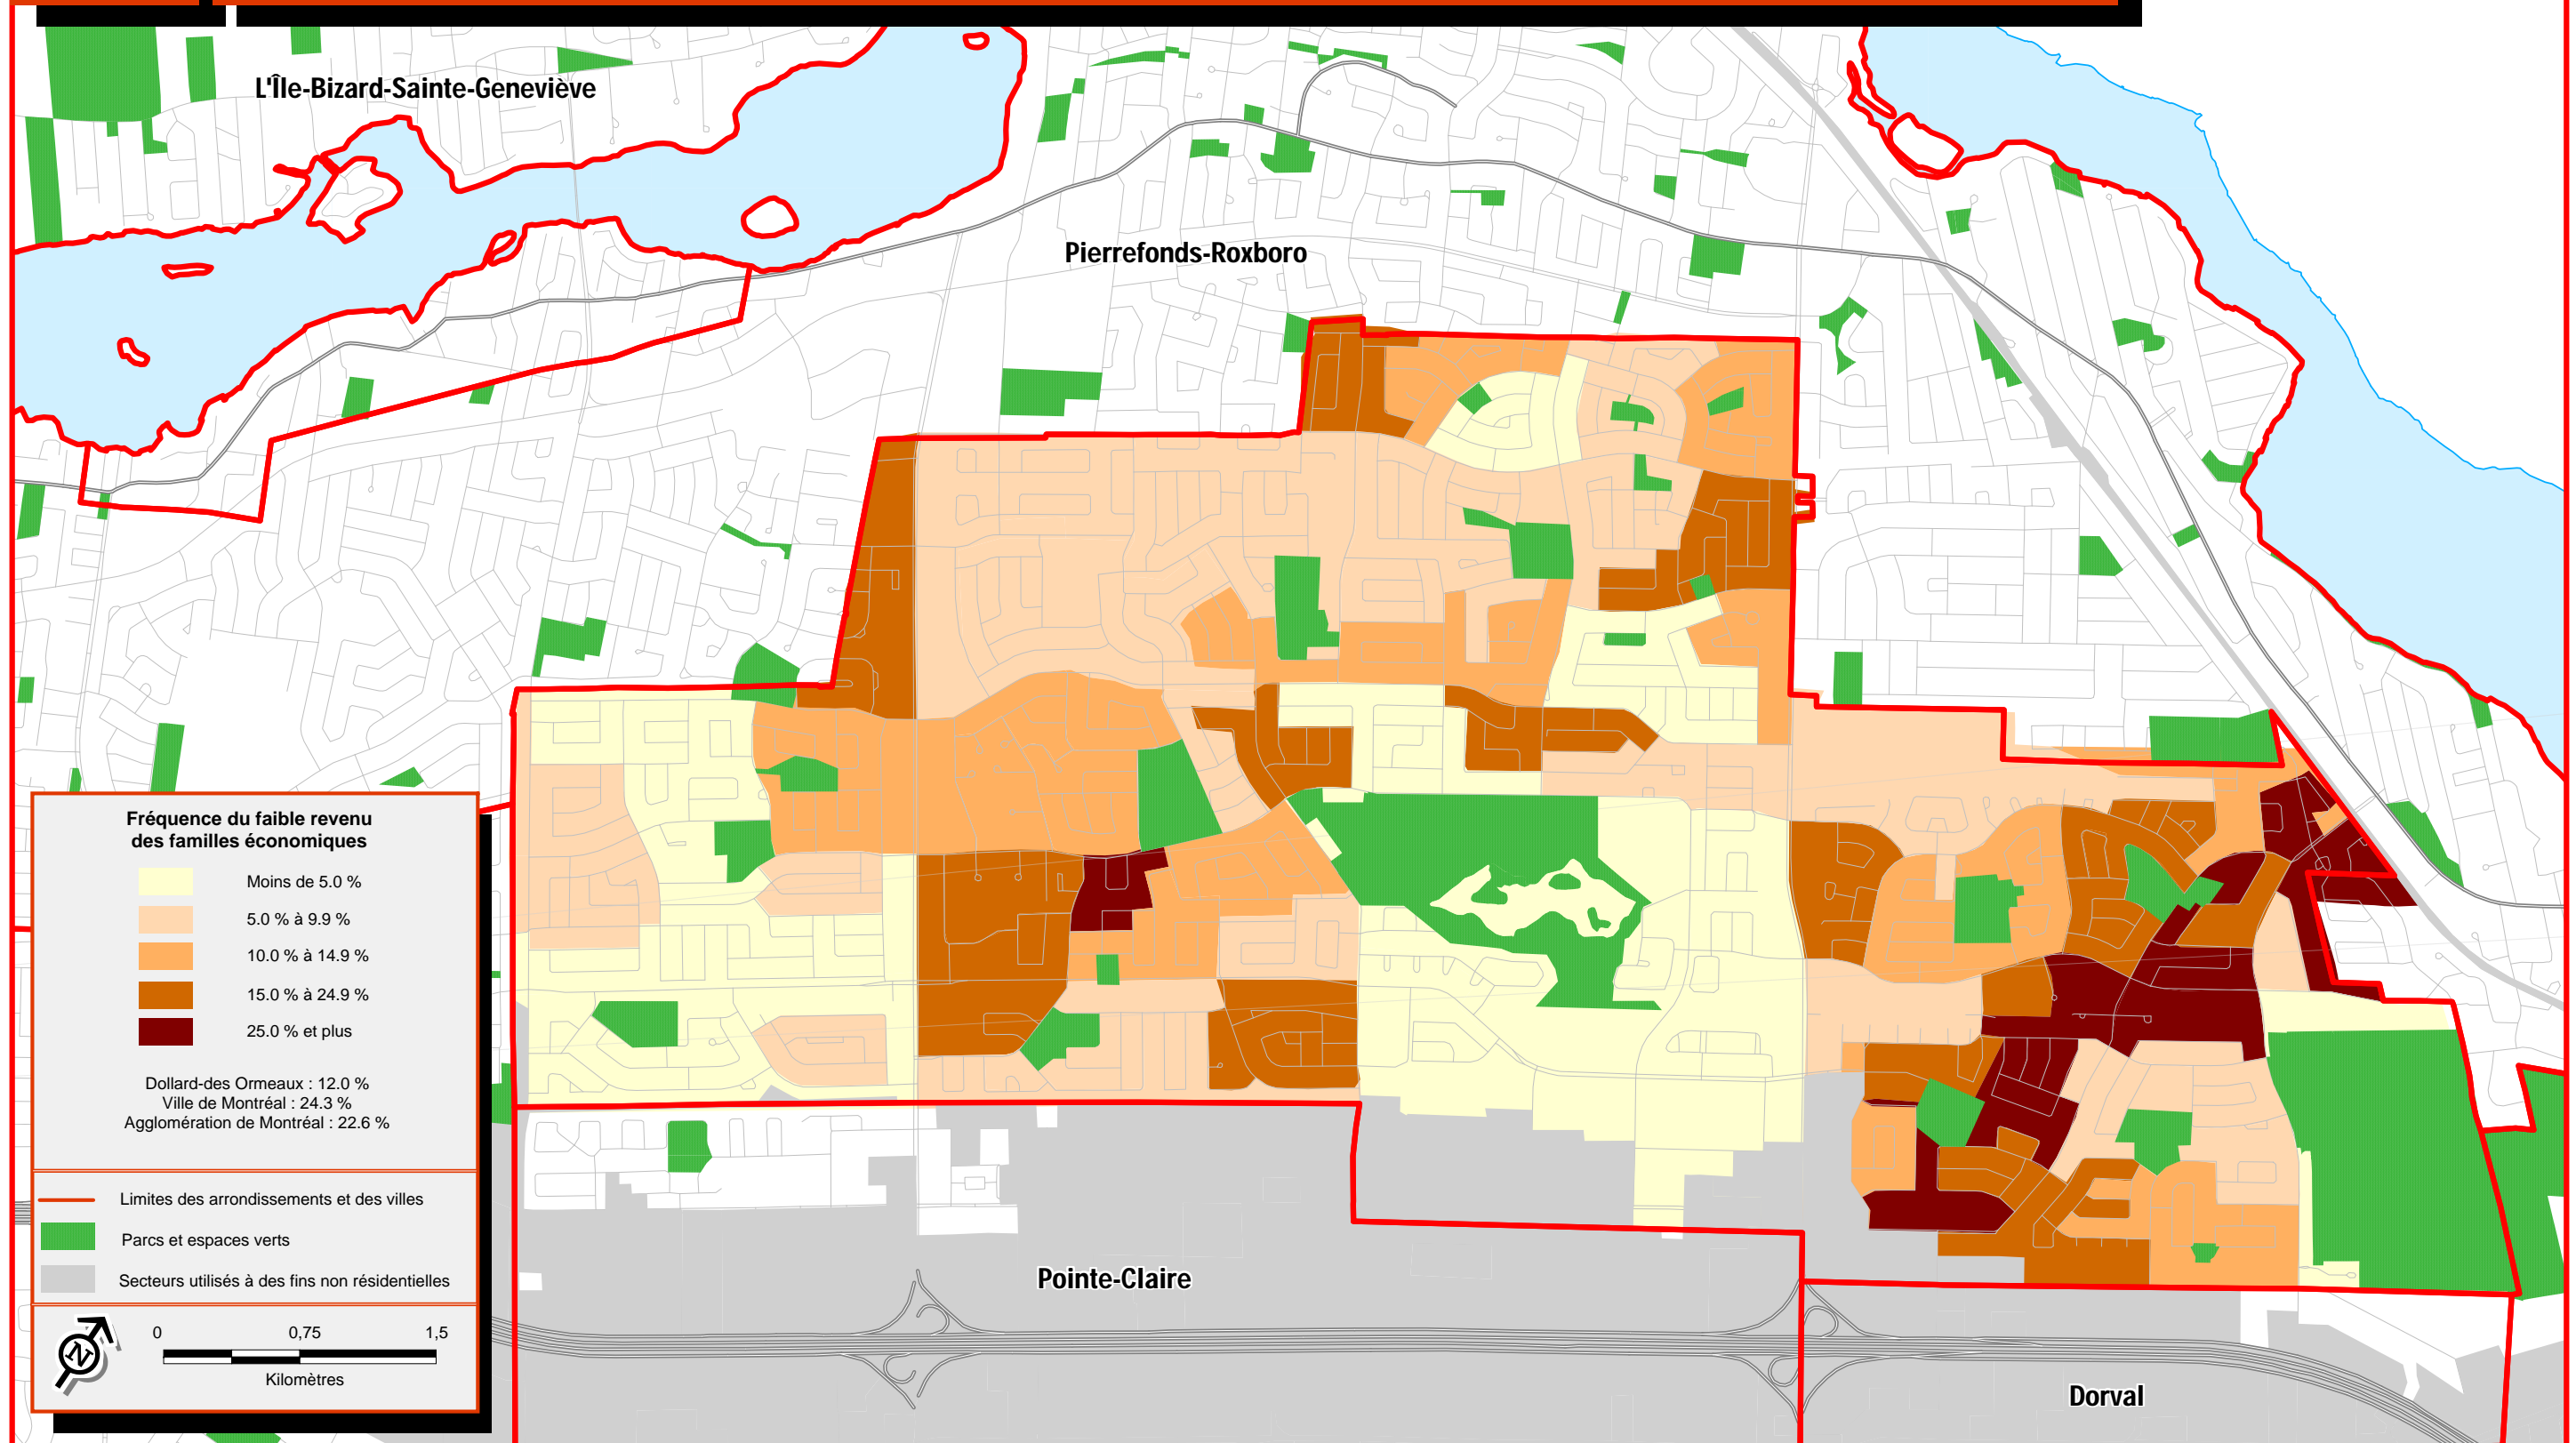 L'Île-Bizard-Sainte-Geneviève
Pierrefonds-Roxboro
Fréquence du faible revenu
des familles économiques
Moins de 5.0 %
5.0 % à 9.9 %
10.0 % à 14.9 %
15.0 % à 24.9 %
25.0 % et plus
Dollard-des Ormeaux : 12.0 %
Ville de Montréal : 24.3 %
Agglomération de Montréal : 22.6 %
Limites des arrondissements et des villes
Parcs et espaces verts
Secteurs utilisés à des fins non résidentielles
N
0 0,75 1,5
Kilomètres
Pointe-Claire
Dorval